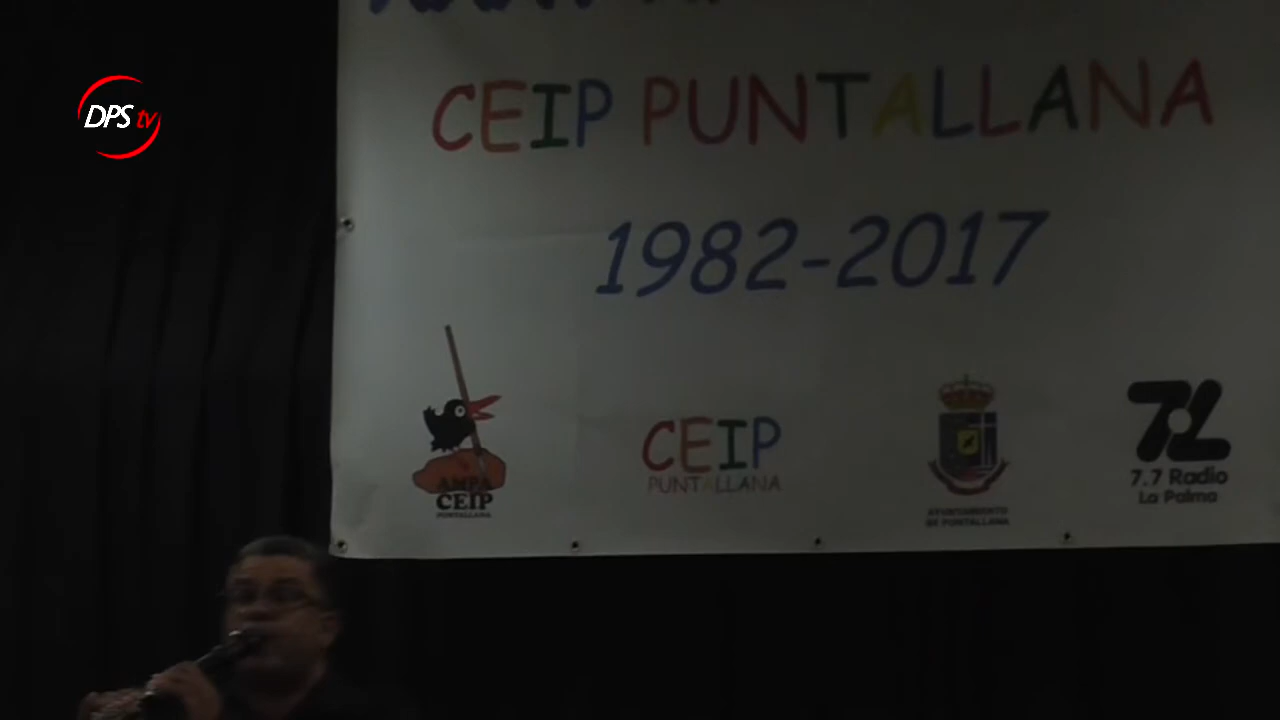 DPS tv
CEIP PUNTALLANA
1982-2017
AMPA
CEIP
PUNTALLANA
CEIP
PUNTALLANA
AYUNTAMIENTO
DE PUNTALLANA
7.7 Radio
La Palma